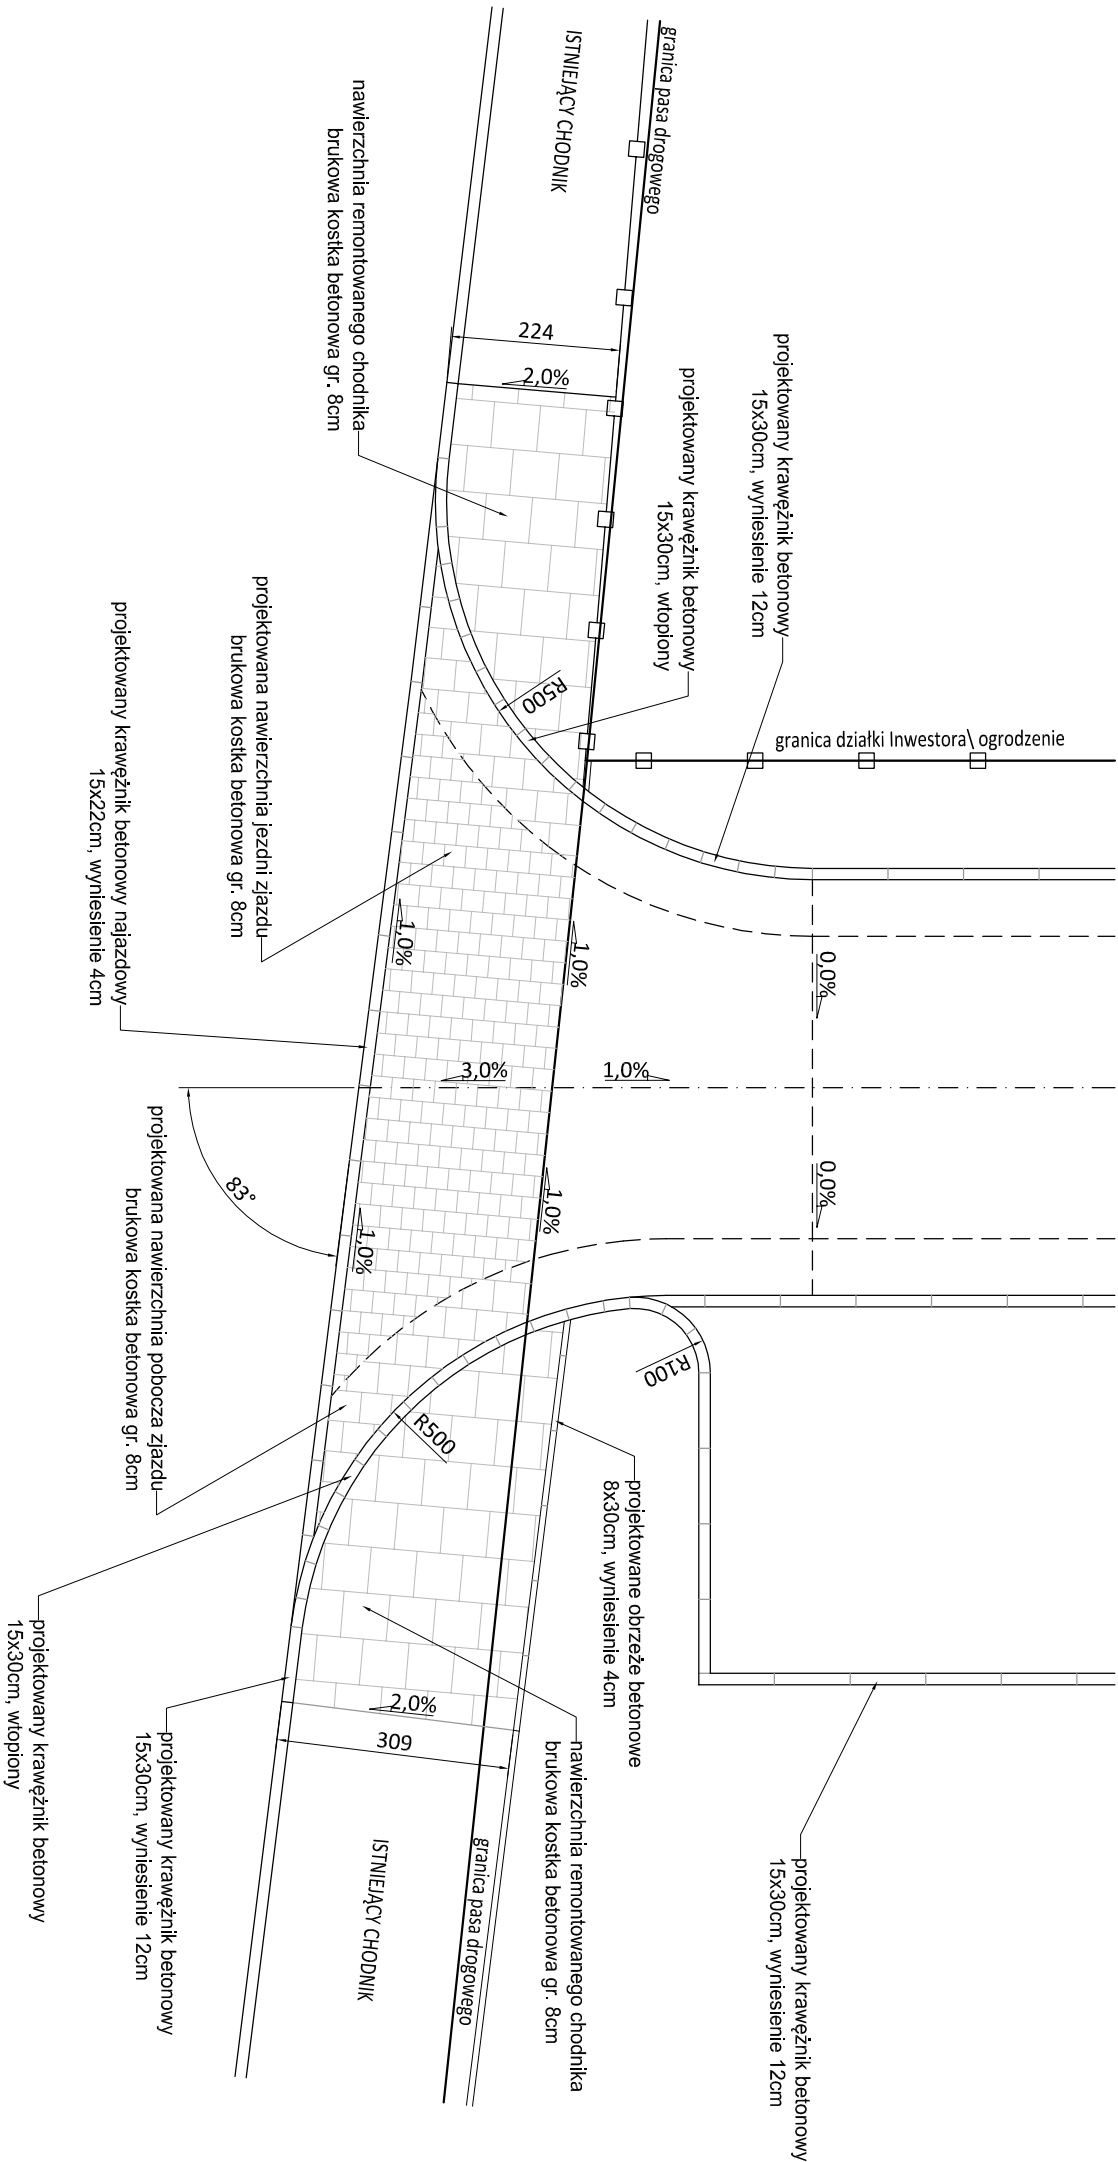 granica pasa drogowego
ISTNIEJĄCY CHODNIK
nawierzchnia remontowanego chodnika
brukowa kostka betonowa gr. 8cm
224
2,0%
projektowany krawężnik betonowy
15x30cm, wyniesienie 12cm
projektowany krawężnik betonowy
15x30cm, wtopiony
R500
granica działki Inwestora\ ogrodzenie
projektowana nawierzchnia jezdni zjazdu
brukowa kostka betonowa gr. 8cm
projektowany krawężnik betonowy najazdowy
15x22cm, wyniesienie 4cm
1,0%
1,0%
0,0%
3,0%
1,0%
83°
1,0%
1,0%
0,0%
projektowana nawierzchnia pobocza zjazdu
brukowa kostka betonowa gr. 8cm
R100
R500
projektowane obrzeże betonowe
8x30cm, wyniesienie 4cm
projektowany krawężnik betonowy
15x30cm, wtopiony
projektowany krawężnik betonowy
15x30cm, wyniesienie 12cm
2,0%
309
nawierzchnia remontowanego chodnika
brukowa kostka betonowa gr. 8cm
projektowany krawężnik betonowy
15x30cm, wyniesienie 12cm
granica pasa drogowego
ISTNIEJĄCY CHODNIK